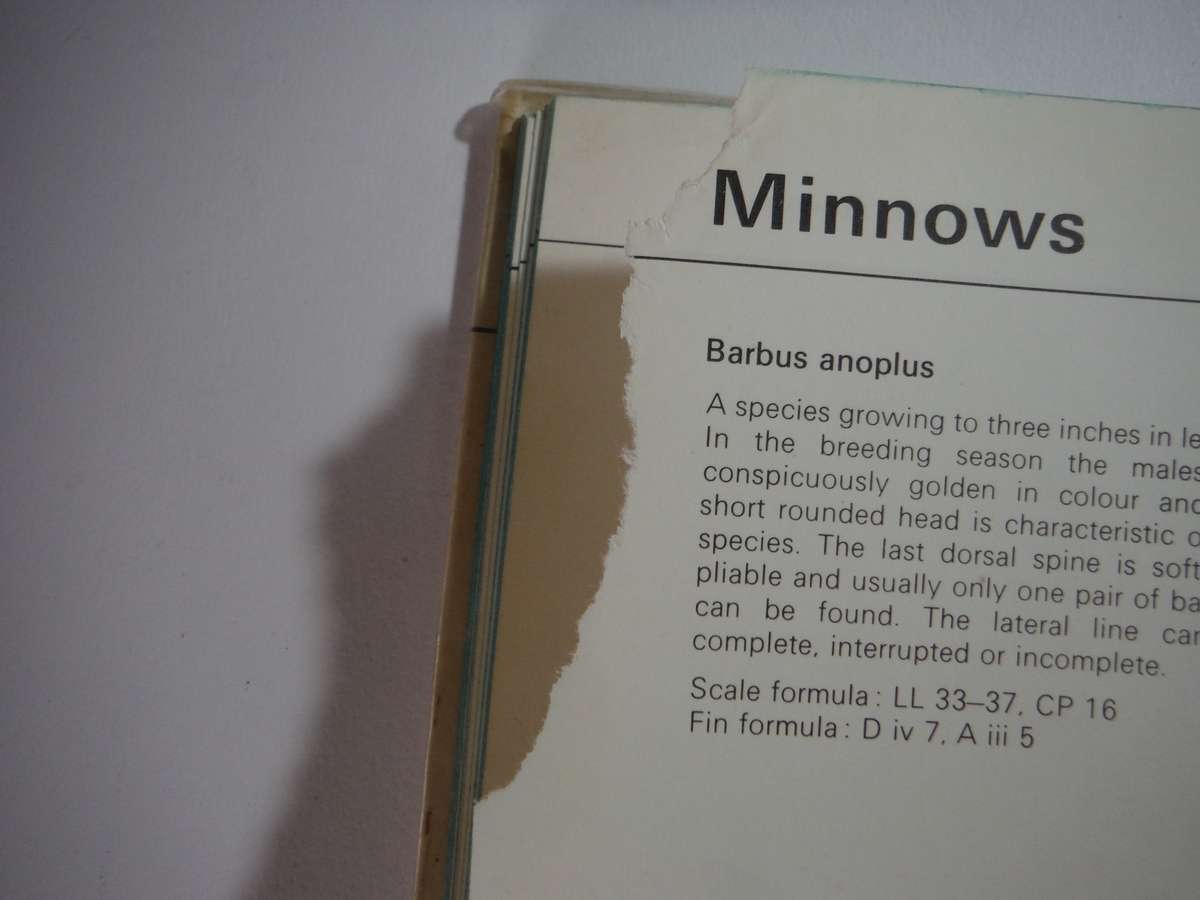 Minnows
Barbus anoplus
A species growing to three inches in le
In the breeding season the males
conspicuously golden in colour and
short rounded head is characteristic o
species. The last dorsal spine is soft
pliable and usually only one pair of ba
can be found. The lateral line can
complete, interrupted or incomplete.
Scale formula: LL 33–37, CP 16
Fin formula: D iv 7, A iii 5